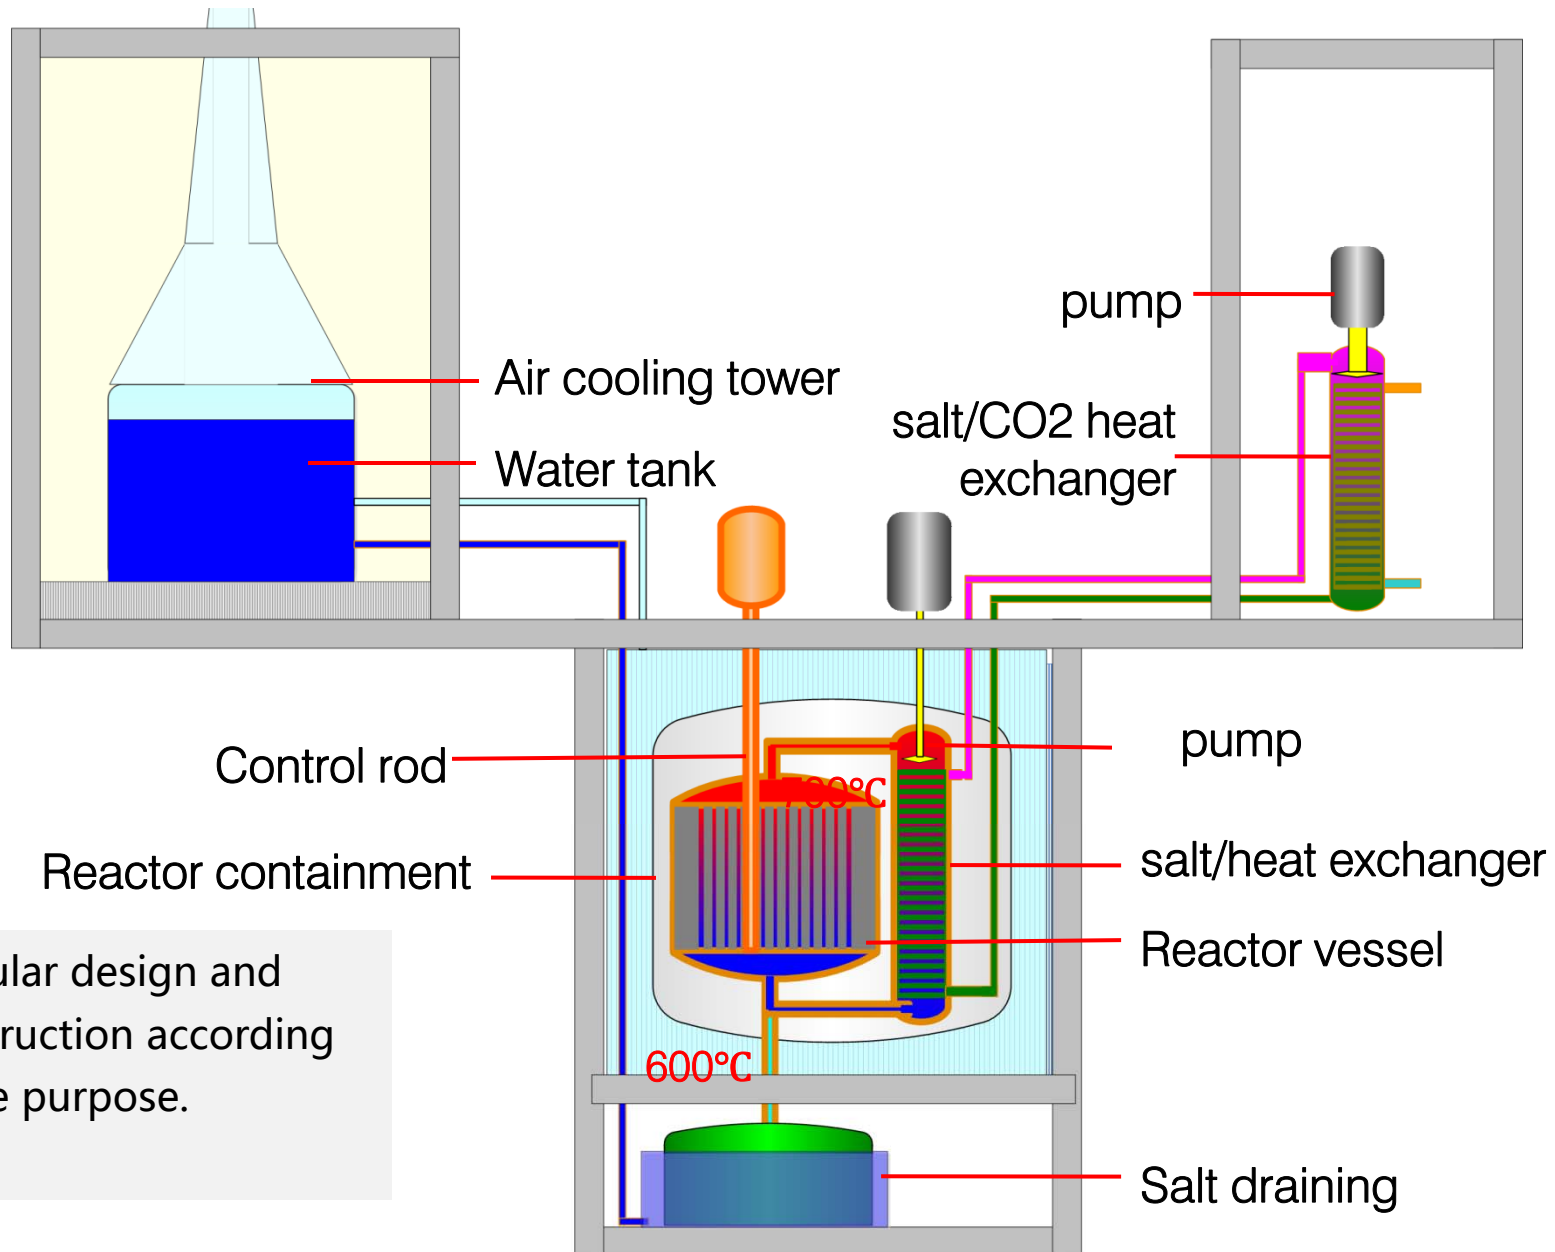 pump
Air cooling tower
salt/CO2 heat
exchanger
Water tank
Control rod
pump
700℃
Reactor containment
salt/heat exchanger
Reactor vessel
ular design and
ruction according
e purpose.
600℃
Salt draining